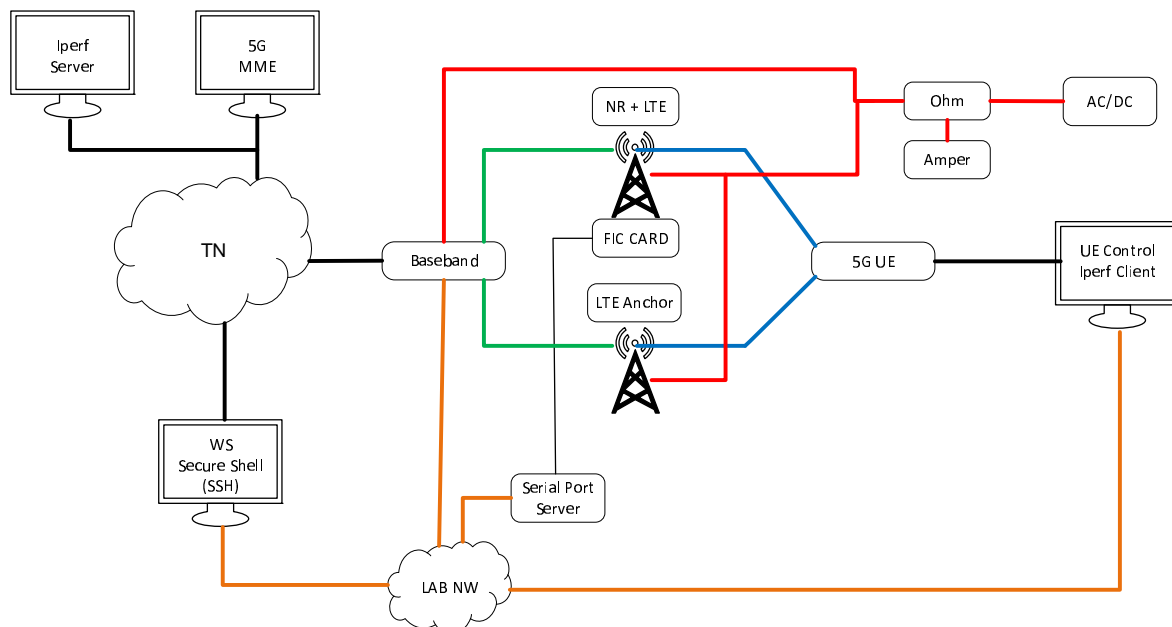 Iperf
Server
5G
MME
NR + LTE
Ohm
AC/DC
Amper
TN
Baseband
FIC CARD
5G UE
UE Control
Iperf Client
LTE Anchor
WS
Secure Shell
(SSH)
Serial Port
Server
LAB NW